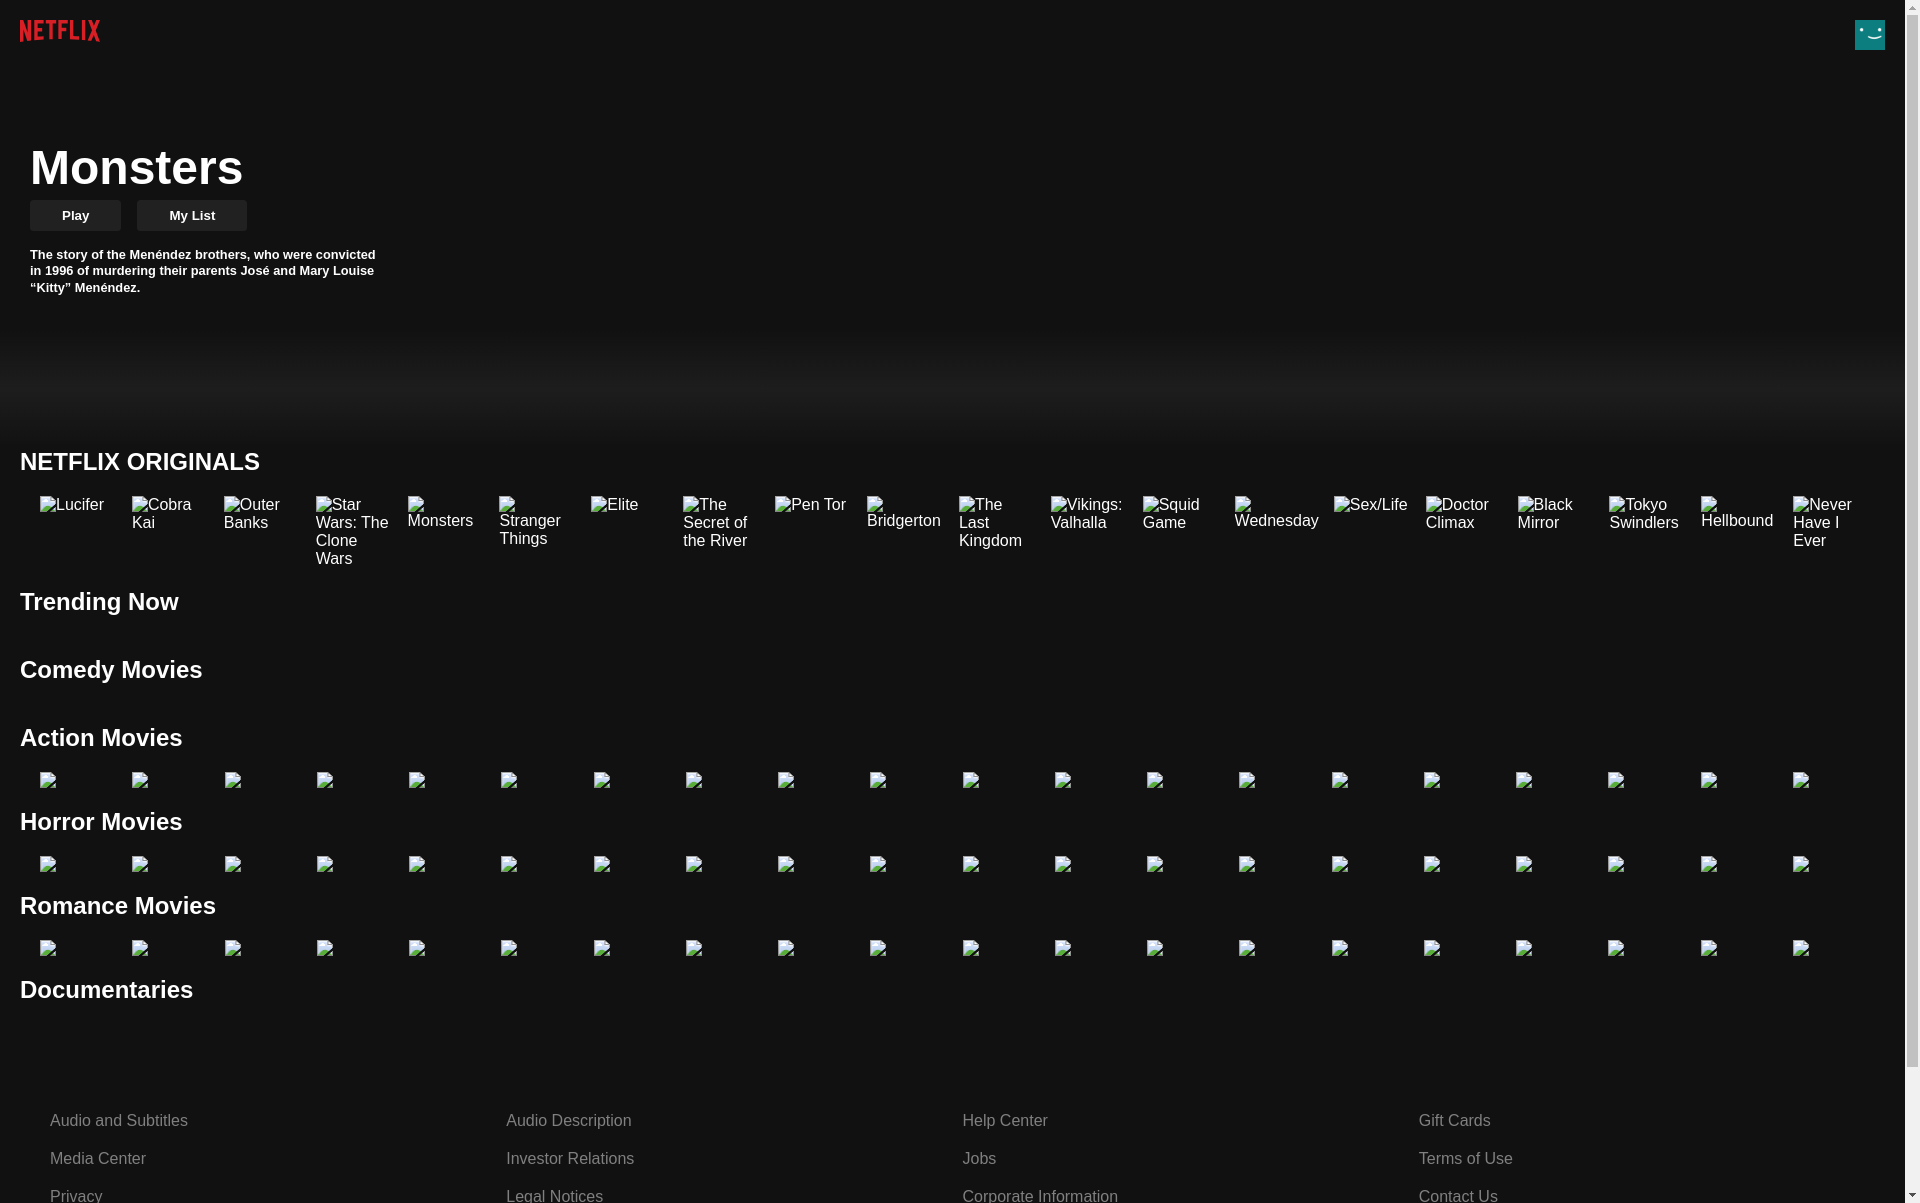 NETFLIX
Monsters
Play
My List
The story of the Menéndez brothers, who were convicted
in 1996 of murdering their parents José and Mary Louise
“Kitty” Menéndez.
NETFLIX ORIGINALS
Lucifer
Cobra
Kai
Outer
Banks
Star
Wars: The
Clone
Wars
Monsters
Stranger
Things
Elite
The
Secret of
the River
Pen Tor
Bridgerton
The
Last
Kingdom
Vikings:
Valhalla
Squid
Game
Wednesday
Sex/Life
Doctor
Climax
Black
Mirror
Tokyo
Swindlers
Hellbound
Never
Have I
Ever
Trending Now
Comedy Movies
Action Movies
Horror Movies
Romance Movies
Documentaries
Audio and Subtitles
Audio Description
Help Center
Gift Cards
Media Center
Investor Relations
Jobs
Terms of Use
Privacy
Legal Notices
Corporate Information
Contact Us